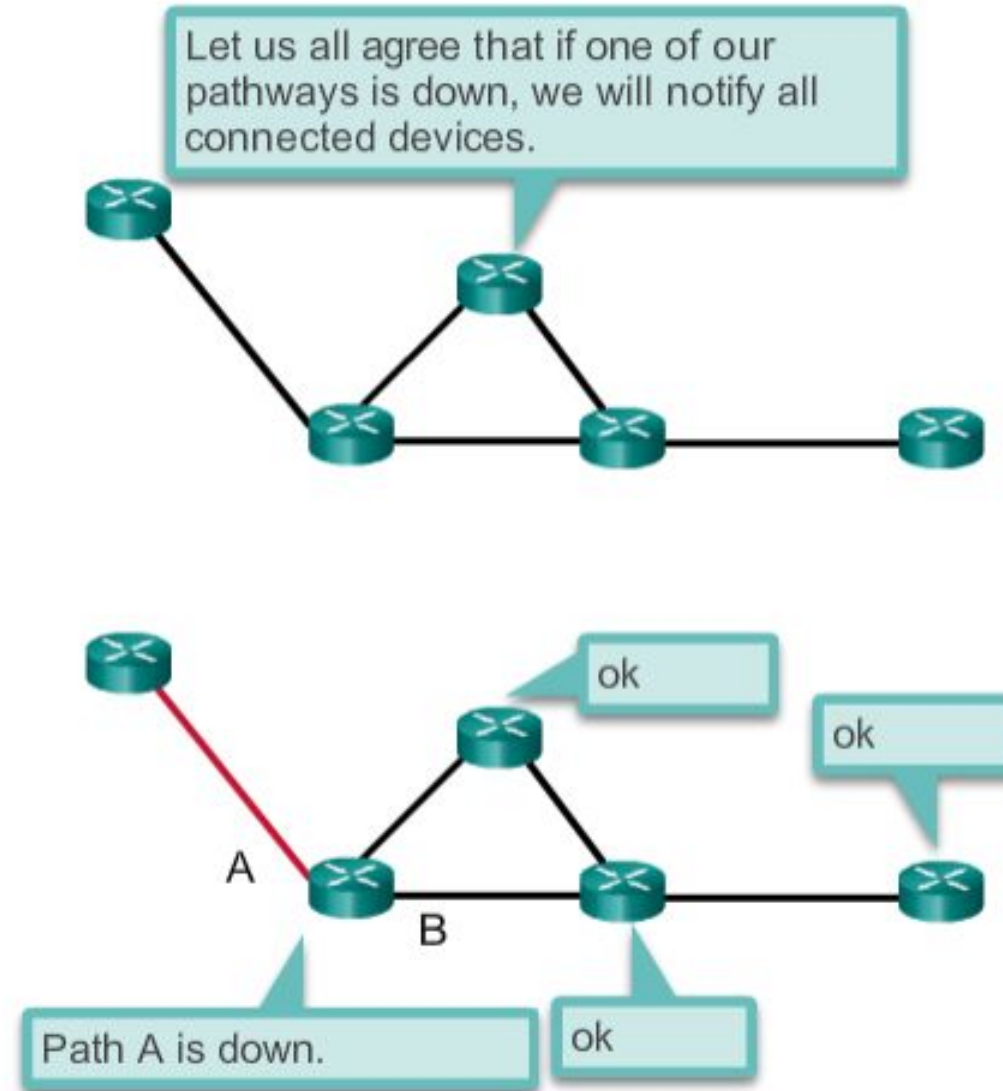 Let us all agree that if one of our
pathways is down, we will notify all
connected devices.
ok
ok
A
B
Path A is down.
ok